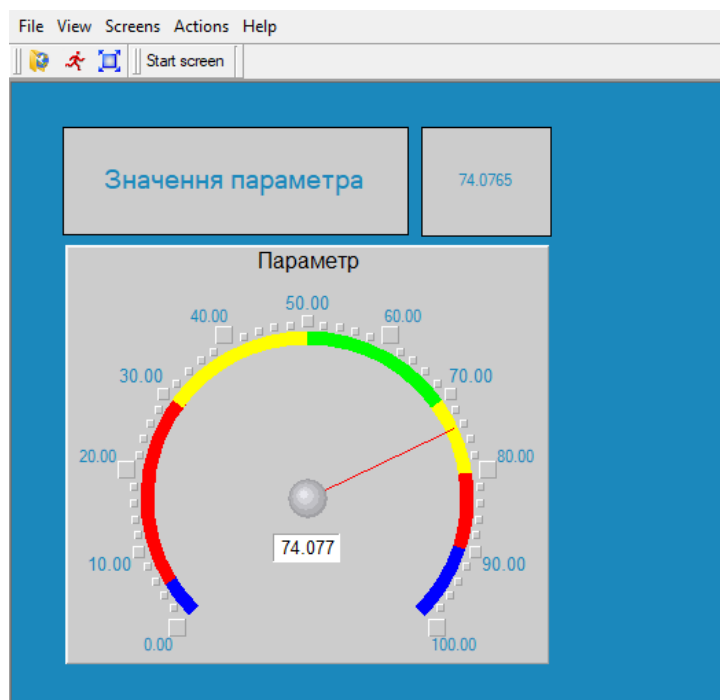 File View Screens Actions Help
Start screen
Значення параметра
74.0765
Параметр
50.00
40.00 60.00
30.00 70.00
20.00 80.00
74.077
10.00 90.00
0.00 100.00